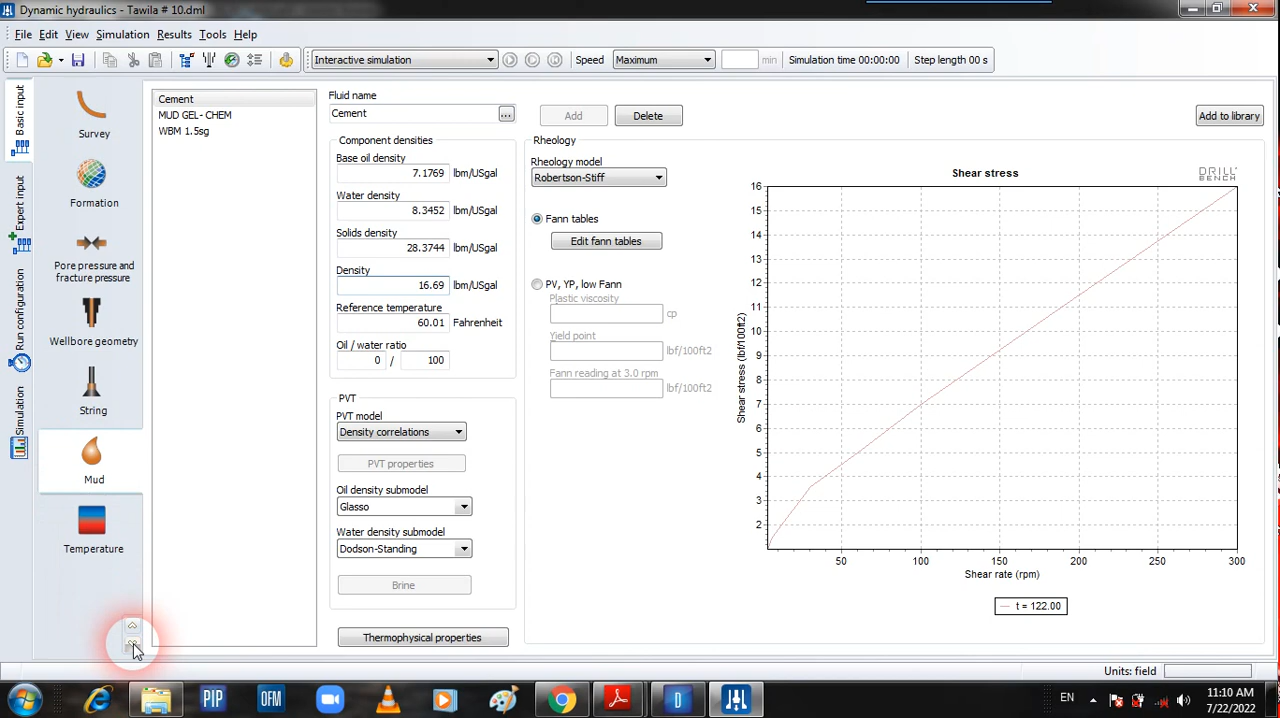 Dynamic hydraulics - Tawila # 10.dml
File Edit View Simulation Results Tools Help
Interactive simulation Speed Maximum min Simulation time 00:00:00 Step length 00 s
Basic input
Expert input
Run configuration
Simulation
Survey
Formation
Pore pressure and
fracture pressure
Wellbore geometry
String
Mud
Temperature
Cement
MUD GEL- CHEM
WBM 1.5sg
Fluid name
Cement ... Add Delete Add to library
Component densities
Base oil density
7.1769 lbm/USgal
Water density
8.3452 lbm/USgal
Solids density
28.3744 lbm/USgal
Density
16.69 lbm/USgal
Reference temperature
60.01 Fahrenheit
Oil / water ratio
0 / 100
PVT
PVT model
Density correlations
PVT properties
Oil density submodel
Glasso
Water density submodel
Dodson-Standing
Brine
Thermophysical properties
Rheology
Rheology model
Robertson-Stiff
Fann tables
Edit fann tables
PV, YP, low Fann
Plastic viscosity
cp
Yield point
lbf/100ft2
Fann reading at 3.0 rpm
lbf/100ft2
Shear stress
DRILL
BENCH
Shear stress (lbf/100ft2)
16
15
14
13
12
11
10
9
8
7
6
5
4
3
2
50 100 150 200 250 300
Shear rate (rpm)
t = 122.00
Units: field
PIP OFM D EN 11:10 AM
7/22/2022